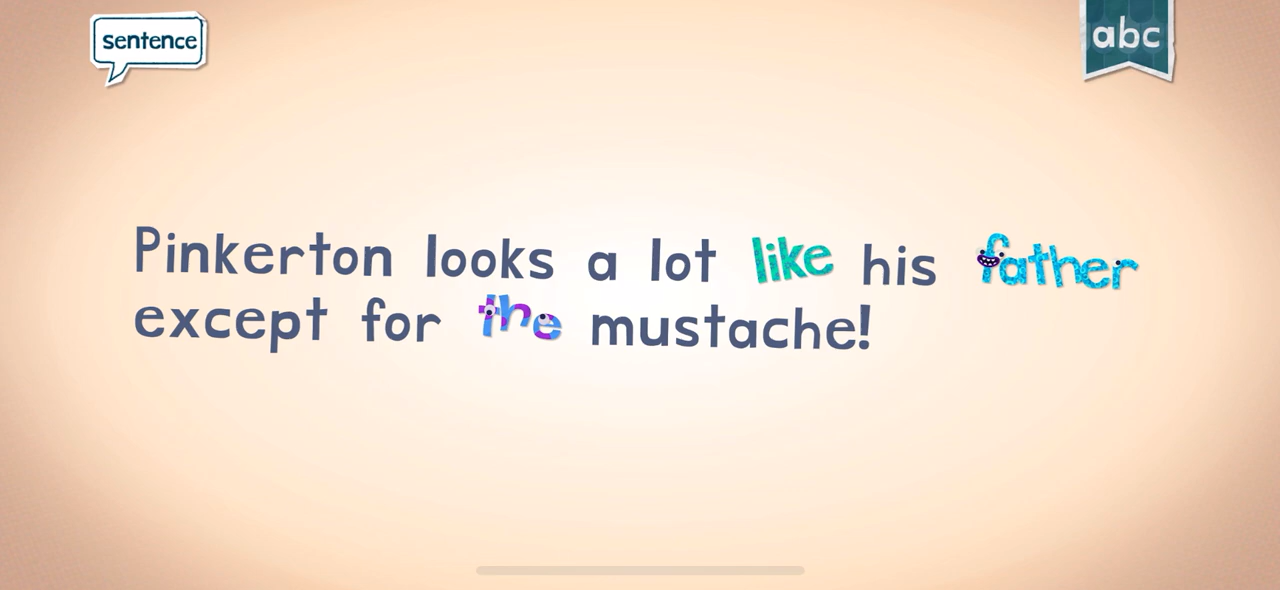 sentence
abc
Pinkerton looks a lot like his father
except for the mustache!